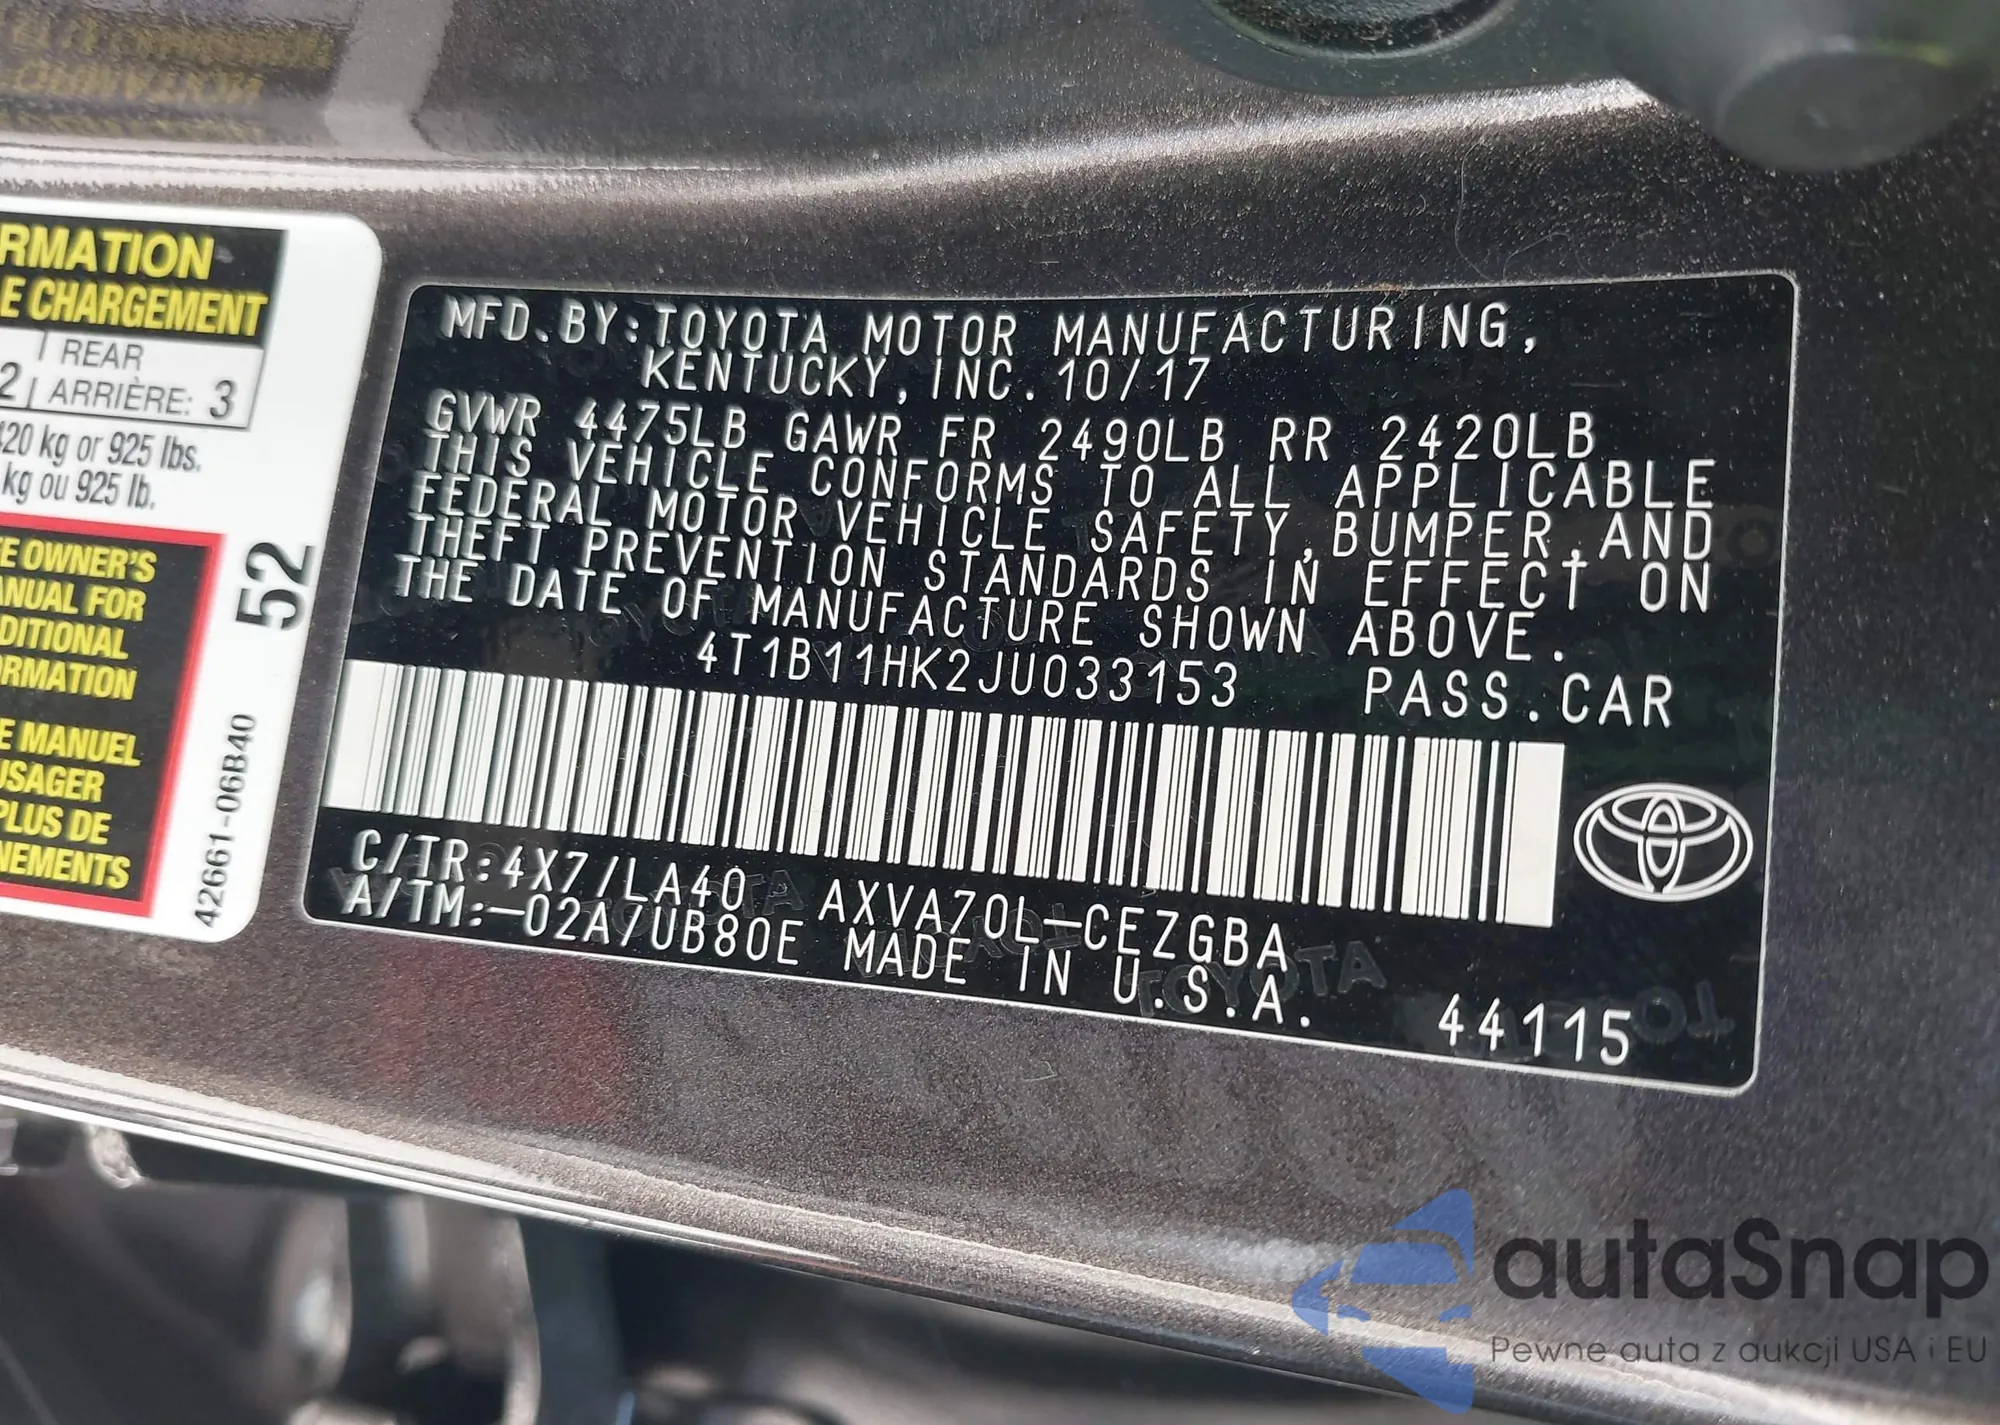 RMATION
E CHARGEMENT
REAR
2 ARRIÈRE: 3
420 kg or 925 lbs.
kg ou 925 lb.
E OWNER'S
ANUAL FOR
DITIONAL
ORMATION
E MANUEL
USAGER
PLUS DE
NEMENTS
52
42661-06B40
MFD.BY:TOYOTA MOTOR MANUFACTURING,
KENTUCKY, INC. 10/17
GVWR 4475LB GAWR FR 2490LB RR 2420LB
THIS VEHICLE CONFORMS TO ALL APPLICABLE
FEDERAL MOTOR VEHICLE SAFETY,BUMPER,AND
THEFT PREVENTION STANDARDS IN EFFECT ON
THE DATE OF MANUFACTURE SHOWN ABOVE.
4T1B11HK2JU033153 PASS.CAR
C/TR:4X7/LA40 AXVA70L-CEZGBA
A/TM:-02A/UB80E MADE IN U.S.A. 44115
autaSnap
Pewne auta z aukcji USA i EU